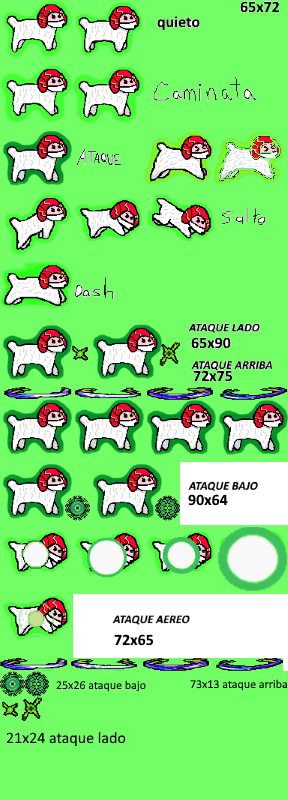 65x72
quieto
Caminata
ATAQUE
Salto
Dash
ATAQUE LADO
65x90
ATAQUE ARRIBA
72x75
ATAQUE BAJO
90x64
ATAQUE AEREO
72x65
25x26 ataque bajo
73x13 ataque arriba
21x24 ataque lado